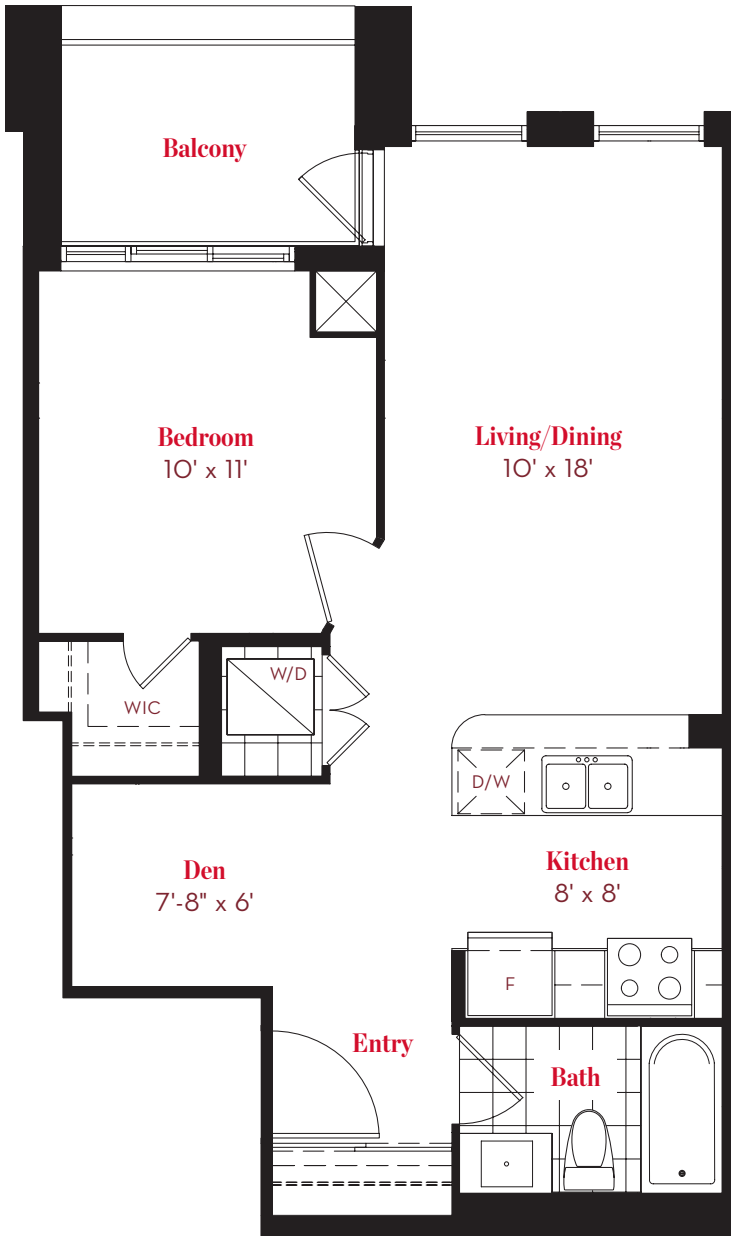 Balcony
Bedroom
10' x 11'
Living/Dining
10' x 18'
W/D
WIC
D/W
Den
7'-8" x 6'
Kitchen
8' x 8'
F
Entry
Bath